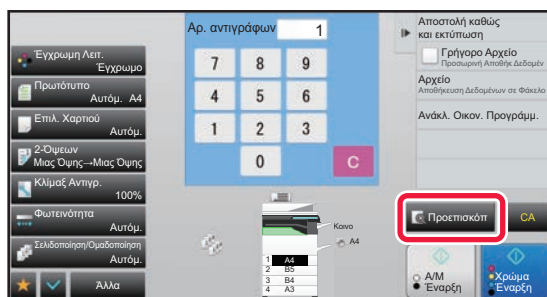 Έγχρωμη Λειτ.
Έγχρωμο
Πρωτότυπο
Αυτόμ. A4
Επιλ. Χαρτιού
Αυτόμ.
2-Όψεων
Μιας Όψης→Μιας Όψης
Κλίμαξ Αντιγρ.
100%
Φωτεινότητα
Αυτόμ.
Σελιδοποίηση/Ομαδοποίηση
Αυτόμ.
Άλλα
Αρ. αντιγράφων 1
7 8 9
4 5 6
1 2 3
0 C
Κοινο
A4
1 A4
2 B5
3 B4
4 A3
Αποστολή καθώς
και εκτύπωση
Γρήγορο Αρχείο
Προσωρινή Αποθήκ Δεδομέν
Αρχείο
Αποθήκευση Δεδομένων σε Φάκελο
Ανάκλ. Οικον. Προγράμμ.
Προεπισκόπ
CA
Α/Μ
Έναρξη
Χρώμα
Έναρξη